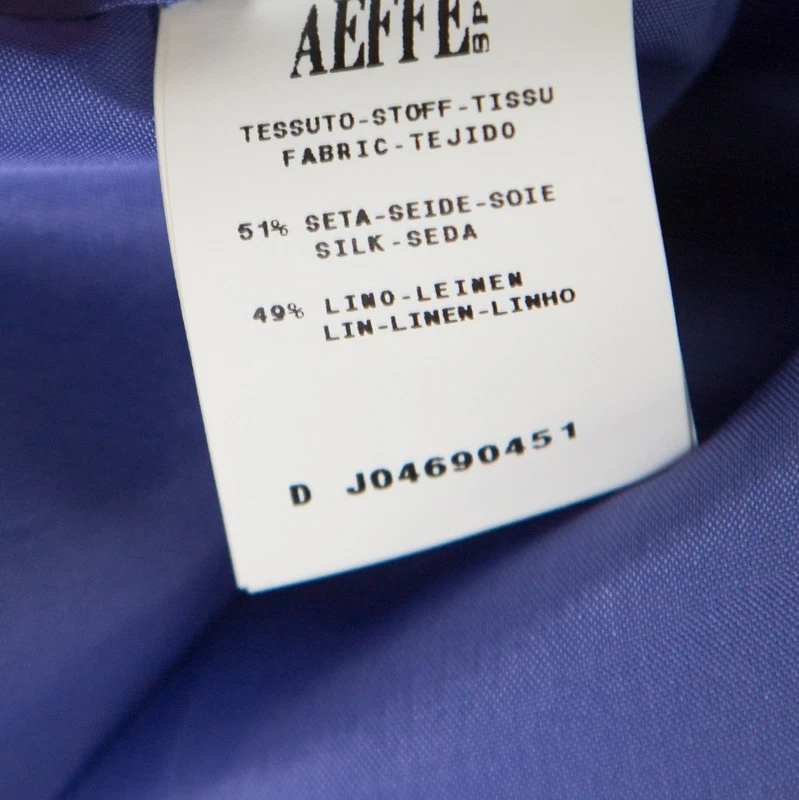 AEFFE SPA
TESSUTO-STOFF-TISSU
FABRIC-TEJIDO
51% SETA-SEIDE-SOIE
SILK-SEDA
49% LINO-LEINEN
LIN-LINEN-LINHO
D J04690451